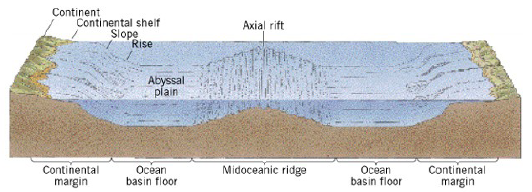 Continent
Continental shelf
Slope
Rise
Axial rift
Abyssal
plain
Continental
margin
Ocean
basin floor
Midoceanic ridge
Ocean
basin floor
Continental
margin